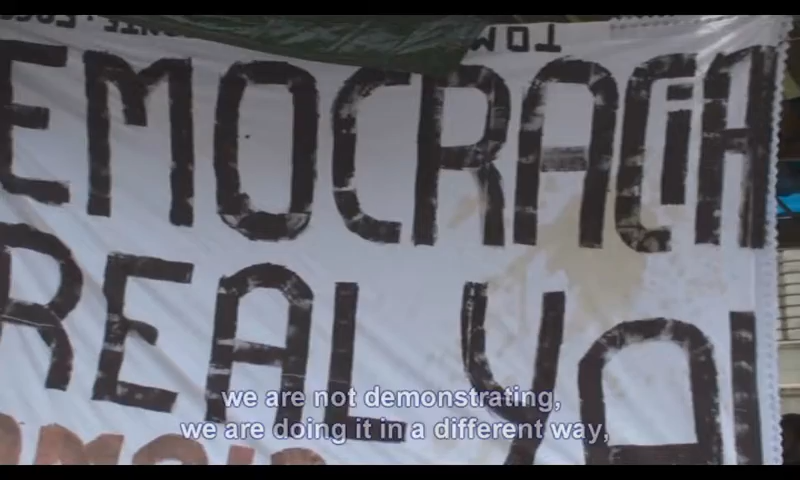 EMOCRACiA
REAL YA!
we are not demonstrating,
we are doing it in a different way,